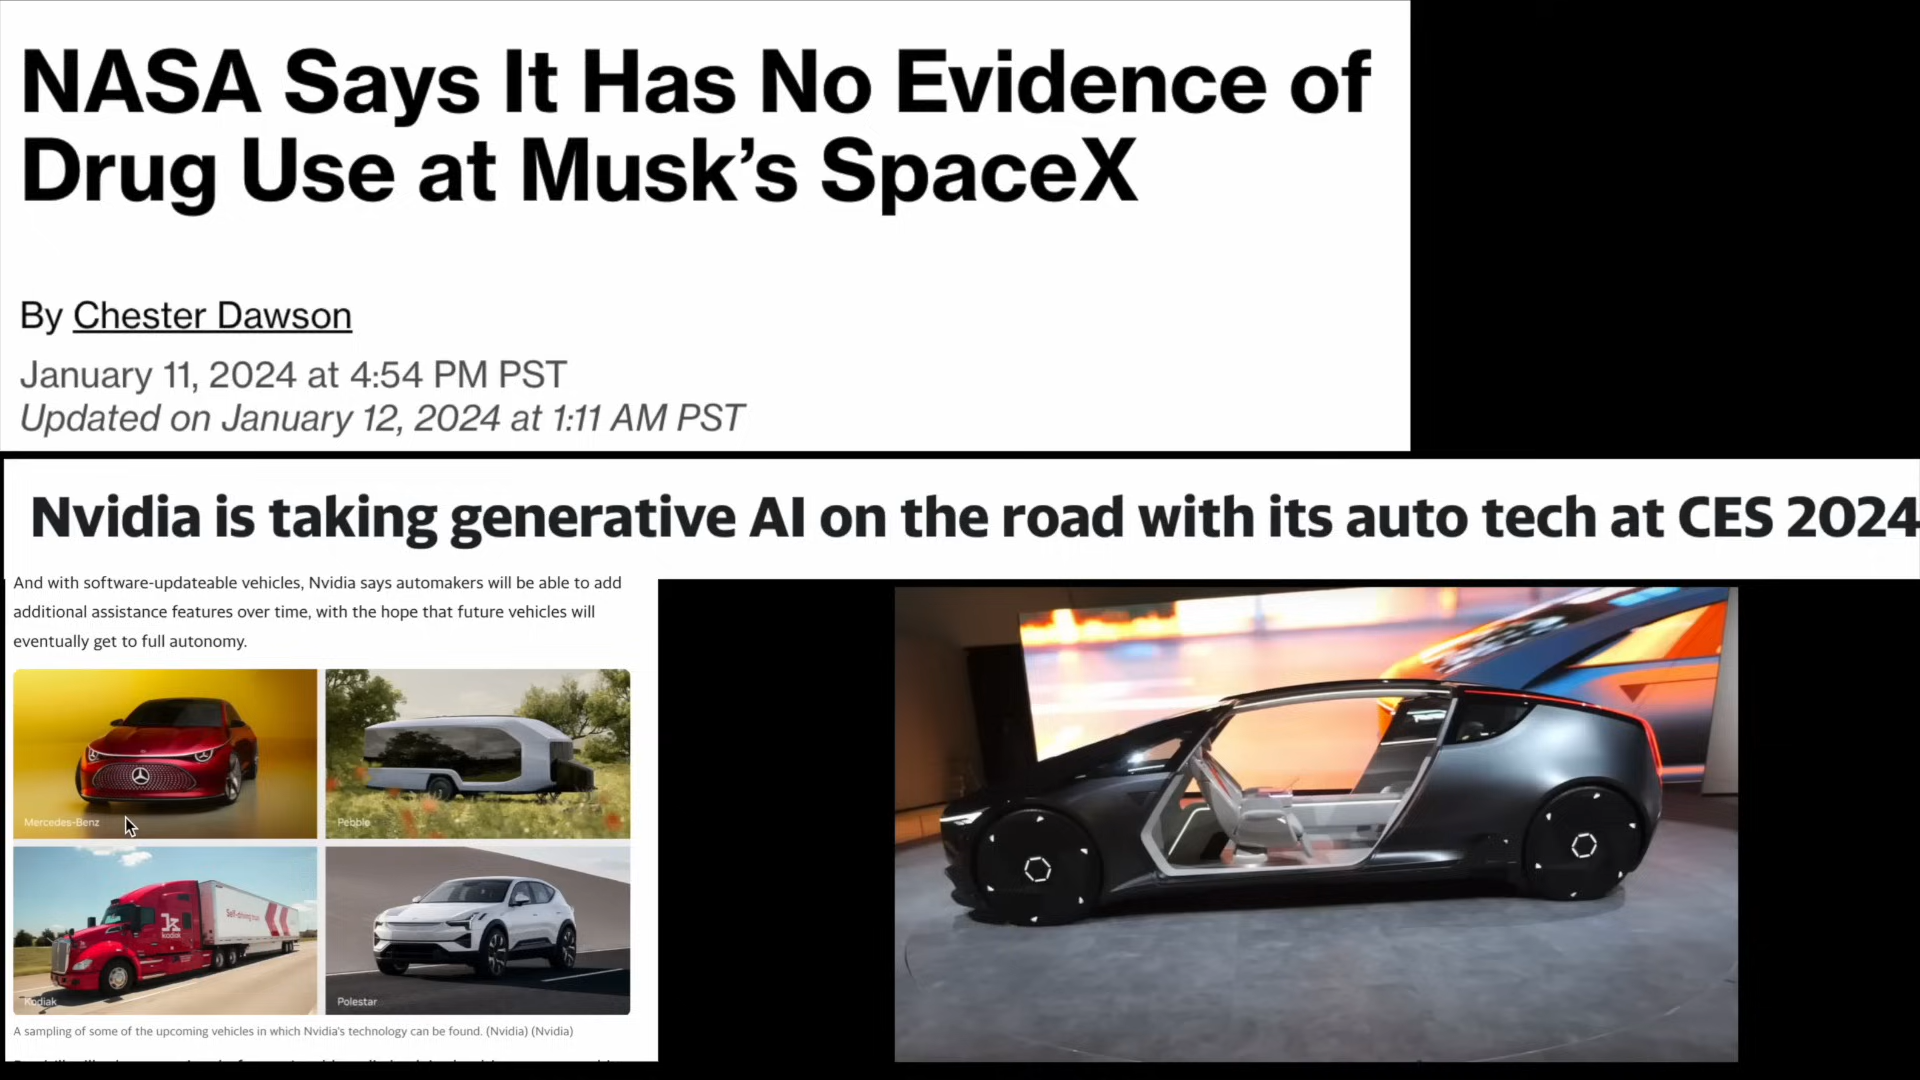 NASA Says It Has No Evidence of
Drug Use at Musk’s SpaceX
By Chester Dawson
January 11, 2024 at 4:54 PM PST
Updated on January 12, 2024 at 1:11 AM PST
Nvidia is taking generative AI on the road with its auto tech at CES 2024
And with software-updateable vehicles, Nvidia says automakers will be able to add
additional assistance features over time, with the hope that future vehicles will
eventually get to full autonomy.
Mercedes-Benz
Pebble
k
kodiak
Self-driving truck
Kodiak
Polestar
A sampling of some of the upcoming vehicles in which Nvidia's technology can be found. (Nvidia) (Nvidia)